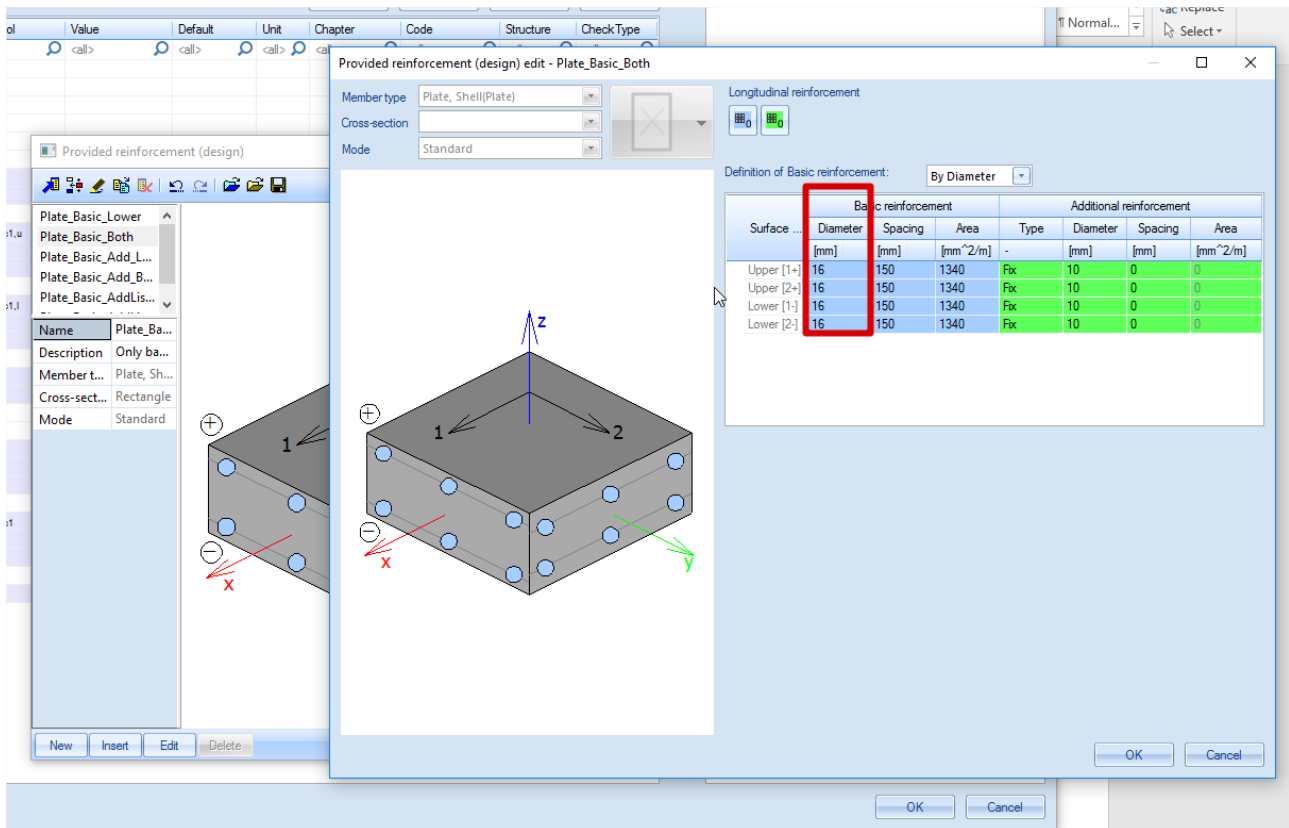 ol Value Default Unit Chapter Code Structure Check Type
<all> <all> <all>
¶ Normal...
Replace
Select
Provided reinforcement (design) edit - Plate_Basic_Both
Member type Plate, Shell(Plate)
Cross-section
Mode Standard
Longitudinal reinforcement
0 0
Definition of Basic reinforcement: By Diameter
Basic reinforcement Additional reinforcement
Surface ... Diameter Spacing Area Type Diameter Spacing Area
[mm] [mm] [mm^2/m] - [mm] [mm] [mm^2/m]
Upper [1+] 16 150 1340 Fix 10 0 0
Upper [2+] 16 150 1340 Fix 10 0 0
Lower [1-] 16 150 1340 Fix 10 0 0
Lower [2-] 16 150 1340 Fix 10 0 0
z
1 2
+
−
x y
OK Cancel
Provided reinforcement (design)
Plate_Basic_Lower
Plate_Basic_Both
Plate_Basic_Add_L...
Plate_Basic_Add_B...
Plate_Basic_AddLis...
Name Plate_Ba...
Description Only ba...
Member t... Plate, Sh...
Cross-sect... Rectangle
Mode Standard
+
1
−
x
New Insert Edit Delete
OK Cancel